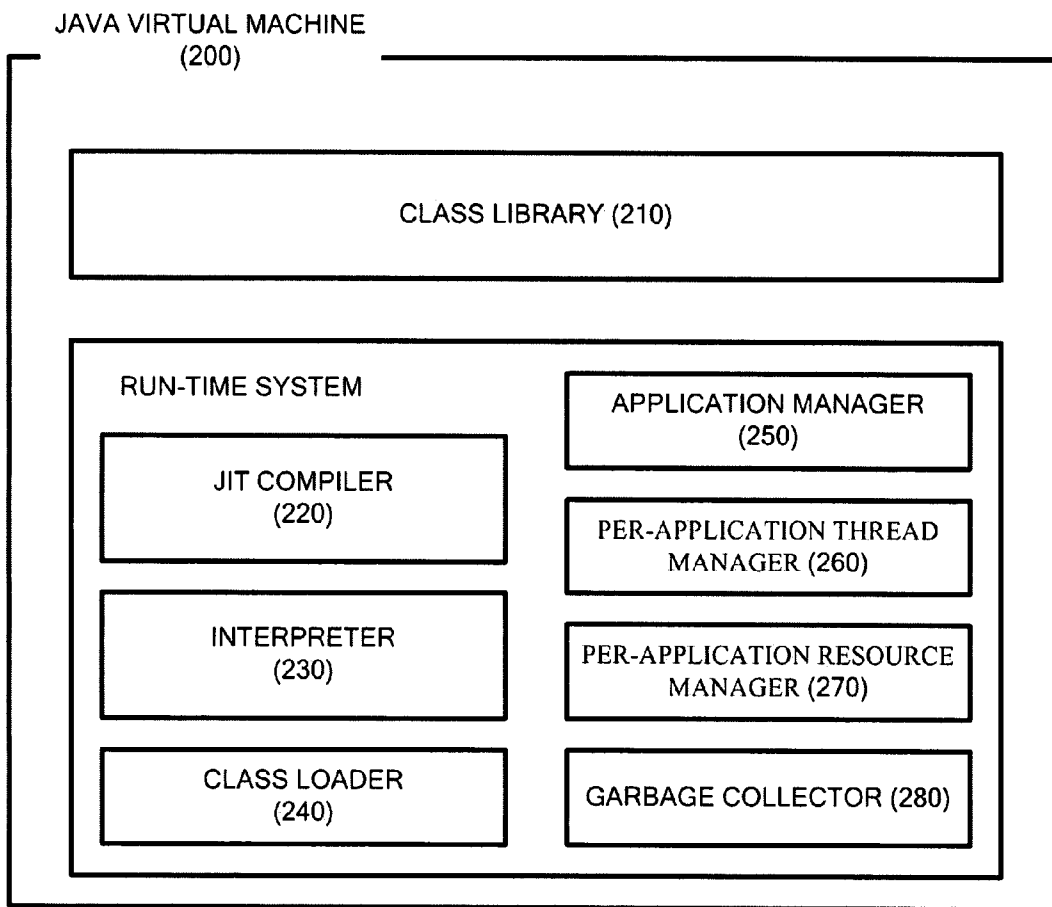 JAVA VIRTUAL MACHINE
(200)
CLASS LIBRARY (210)
RUN-TIME SYSTEM
JIT COMPILER
(220)
INTERPRETER
(230)
CLASS LOADER
(240)
APPLICATION MANAGER
(250)
PER-APPLICATION THREAD
MANAGER (260)
PER-APPLICATION RESOURCE
MANAGER (270)
GARBAGE COLLECTOR (280)